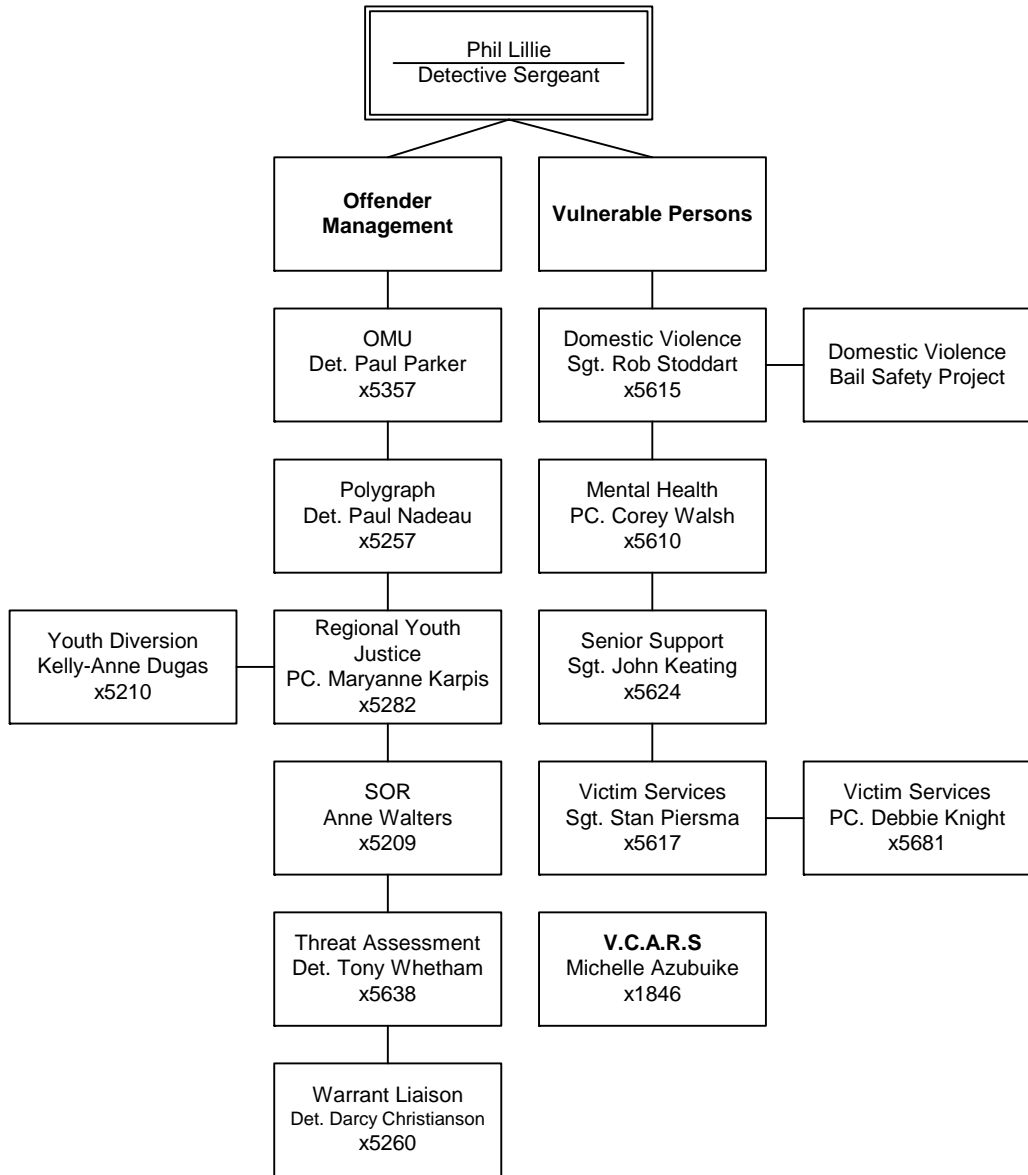 Phil Lillie
Detective Sergeant
Offender
Management
Vulnerable Persons
OMU
Det. Paul Parker
x5357
Domestic Violence
Sgt. Rob Stoddart
x5615
Domestic Violence
Bail Safety Project
Polygraph
Det. Paul Nadeau
x5257
Mental Health
PC. Corey Walsh
x5610
Youth Diversion
Kelly-Anne Dugas
x5210
Regional Youth
Justice
PC. Maryanne Karpis
x5282
Senior Support
Sgt. John Keating
x5624
SOR
Anne Walters
x5209
Victim Services
Sgt. Stan Piersma
x5617
Victim Services
PC. Debbie Knight
x5681
Threat Assessment
Det. Tony Whetham
x5638
V.C.A.R.S
Michelle Azubuike
x1846
Warrant Liaison
Det. Darcy Christianson
x5260